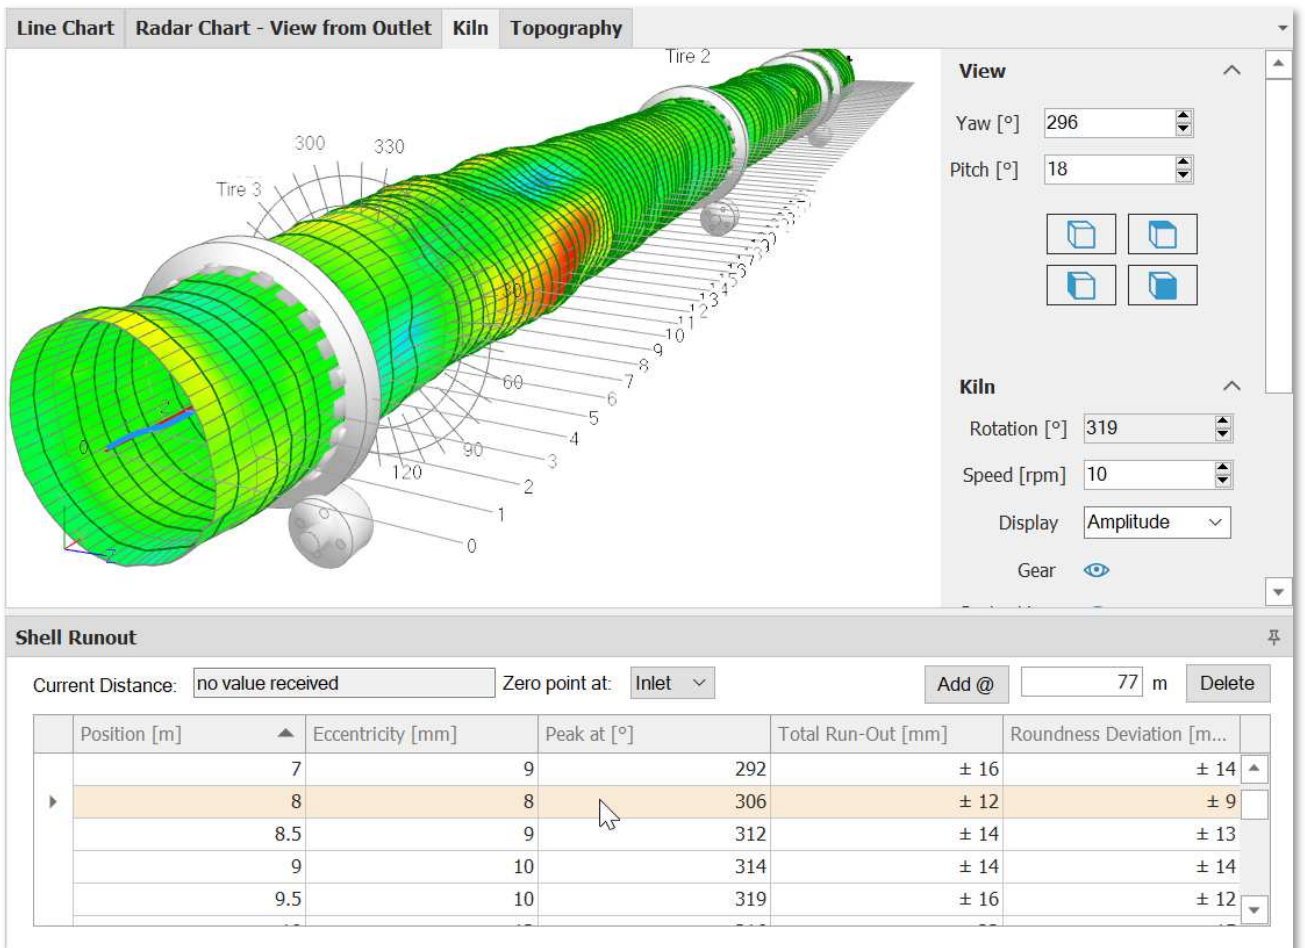 Line Chart Radar Chart - View from Outlet Kiln Topography
Tire 2
View
Yaw [°] 296
300 330
Pitch [°] 18
Tire 3
30
13
12
11
10
9
8
60 7
6
Kiln
5
Rotation [°] 319
4
0
90 3
120
Speed [rpm] 10
2
1
Display Amplitude
0
Z
Gear
Shell Runout
Current Distance: no value received Zero point at: Inlet Add @ 77 m Delete
Position [m] Eccentricity [mm] Peak at [°] Total Run-Out [mm] Roundness Deviation [m...
7 9 292 ± 16 ± 14
8 8 306 ± 12 ± 9
8.5 9 312 ± 14 ± 13
9 10 314 ± 14 ± 14
9.5 10 319 ± 16 ± 12